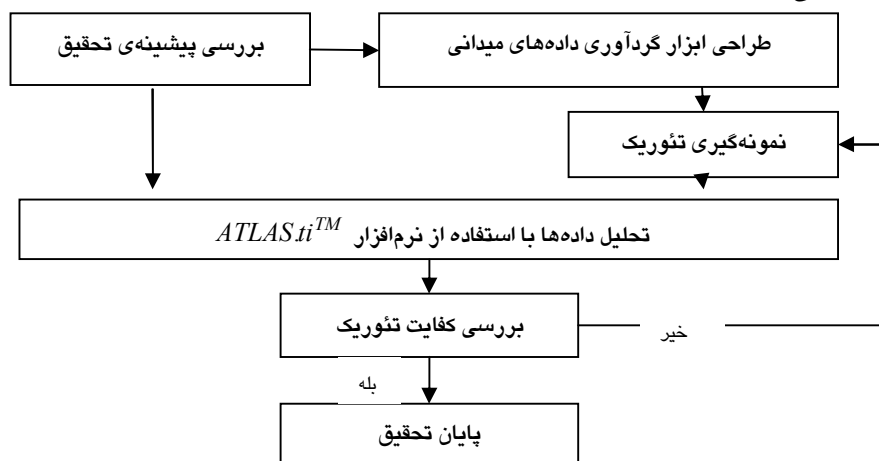 بررسی پیشینه‌ی تحقیق
طراحی ابزار گردآوری داده‌های میدانی
نمونه‌گیری تئوریک
تحلیل داده‌ها با استفاده از نرم‌افزار ATLAS.ti™
بررسی کفایت تئوریک
خیر
بله
پایان تحقیق